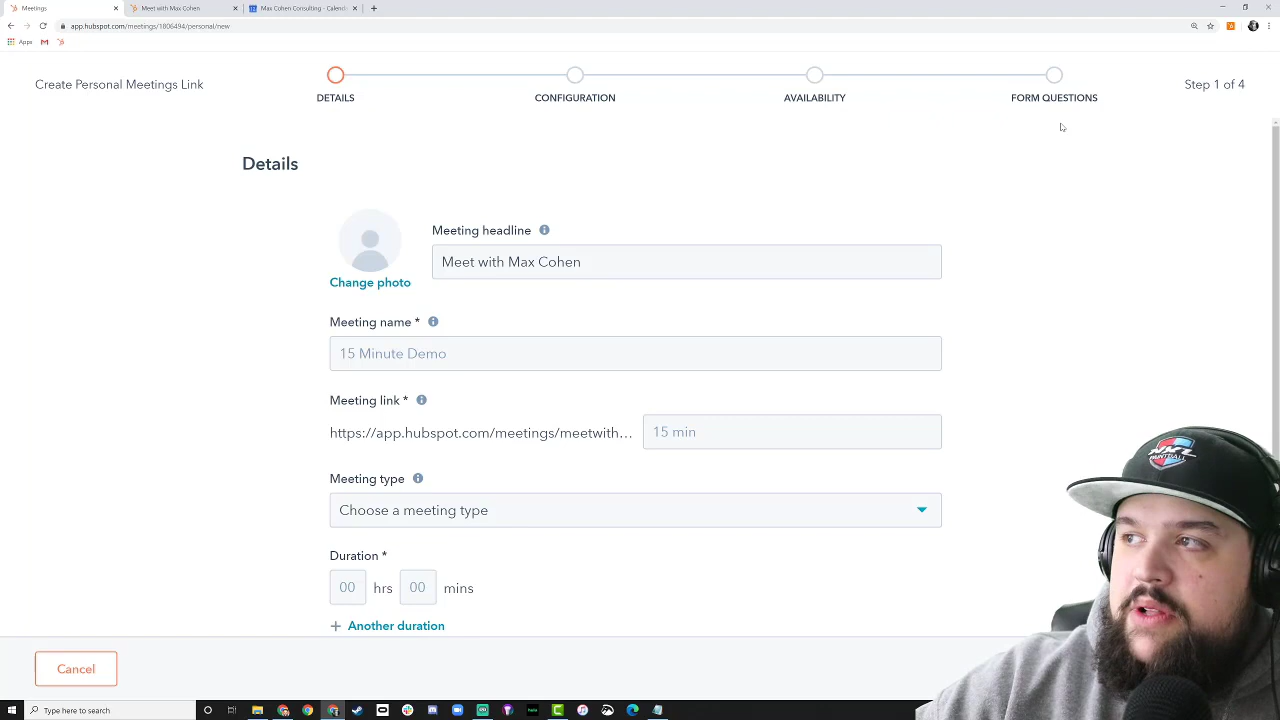 Meetings
Meet with Max Cohen
Max Cohen Consulting - Calend
app.hubspot.com/meetings/1806494/personal/new
Apps
Create Personal Meetings Link
DETAILS
CONFIGURATION
AVAILABILITY
FORM QUESTIONS
Step 1 of 4
Details
Change photo
Meeting headline
Meet with Max Cohen
Meeting name *
15 Minute Demo
Meeting link *
https://app.hubspot.com/meetings/meetwith…
15 min
Meeting type
Choose a meeting type
Duration *
00 hrs 00 mins
+ Another duration
Cancel
Type here to search